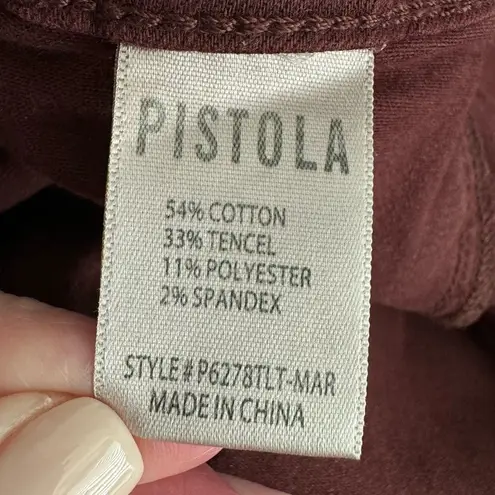 PISTOLA
54% COTTON
33% TENCEL
11% POLYESTER
2% SPANDEX
STYLE# P6278TLT-MAR
MADE IN CHINA